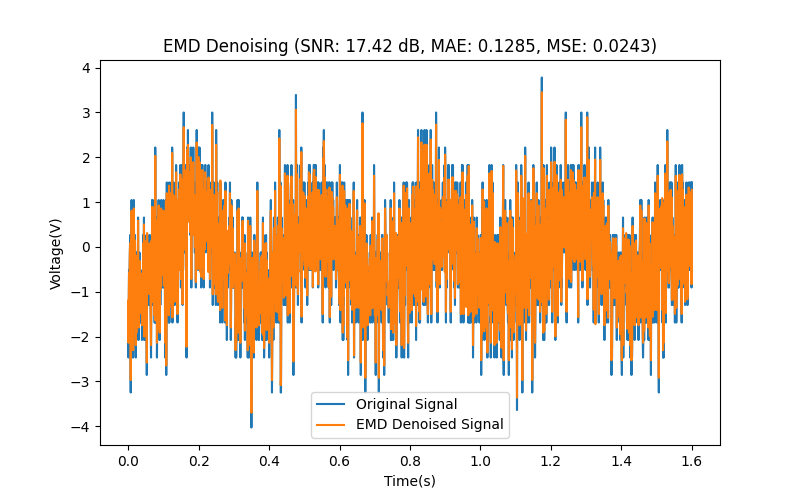 EMD Denoising (SNR: 17.42 dB, MAE: 0.1285, MSE: 0.0243)
4
3
2
1
0
−1
−2
−3
−4
Voltage(V)
Original Signal
EMD Denoised Signal
0.0 0.2 0.4 0.6 0.8 1.0 1.2 1.4 1.6
Time(s)